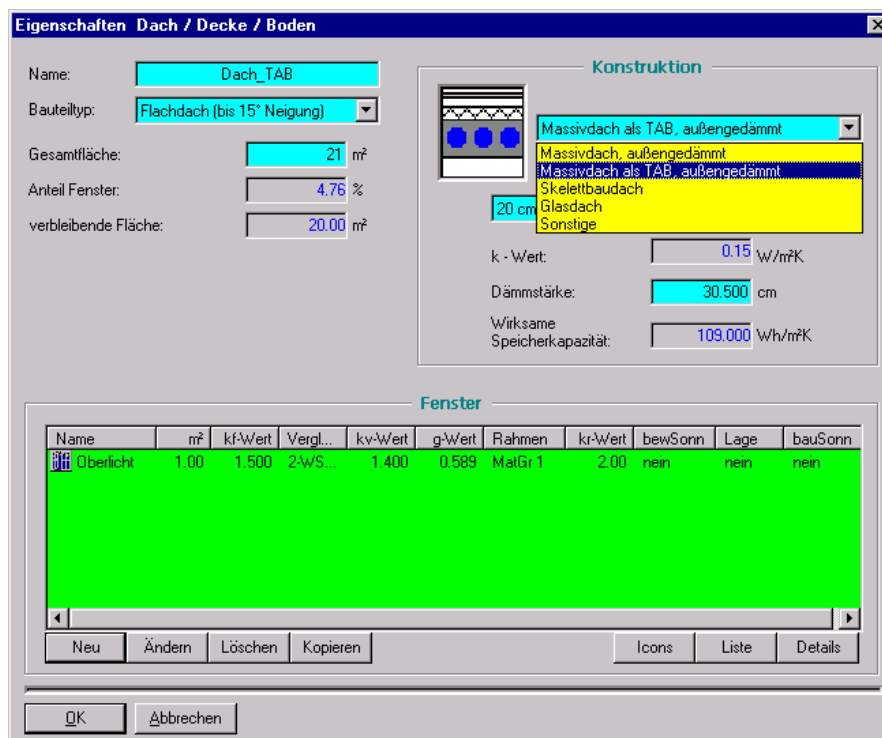 Eigenschaften Dach / Decke / Boden
Name: Dach_TAB
Bauteiltyp: Flachdach (bis 15° Neigung)
Gesamtfläche: 21 m²
Anteil Fenster: 4.76 %
verbleibende Fläche: 20.00 m²
Konstruktion
Massivdach als TAB, außengedämmt
Massivdach, außengedämmt
Massivdach als TAB, außengedämmt
Skelettbaudach
Glasdach
Sonstige
20 cm
k - Wert: 0.15 W/m²K
Dämmstärke: 30.500 cm
Wirksame
Speicherkapazität: 109.000 Wh/m²K
Fenster
Name m² kf-Wert Vergl... kv-Wert g-Wert Rahmen kr-Wert bewSonn Lage bauSonn
Oberlicht 1.00 1.500 2-WS... 1.400 0.589 MatGr 1 2.00 nein nein nein
Neu Ändern Löschen Kopieren Icons Liste Details
OK Abbrechen